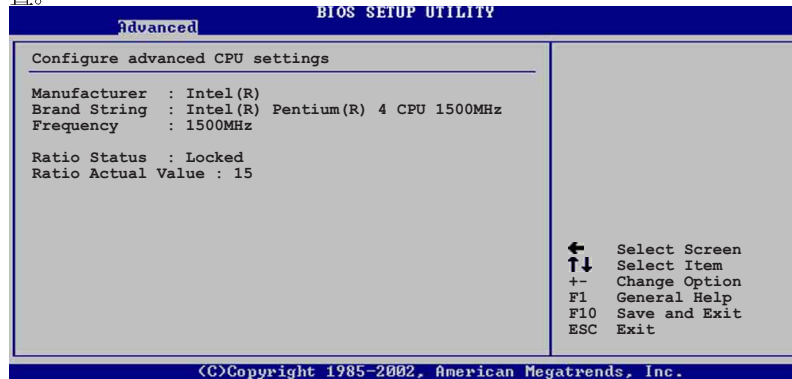 置。
BIOS SETUP UTILITY
Advanced
Configure advanced CPU settings
Manufacturer : Intel(R)
Brand String : Intel(R) Pentium(R) 4 CPU 1500MHz
Frequency : 1500MHz
Ratio Status : Locked
Ratio Actual Value : 15
← Select Screen
↑↓ Select Item
+- Change Option
F1 General Help
F10 Save and Exit
ESC Exit
(C)Copyright 1985-2002, American Megatrends, Inc.